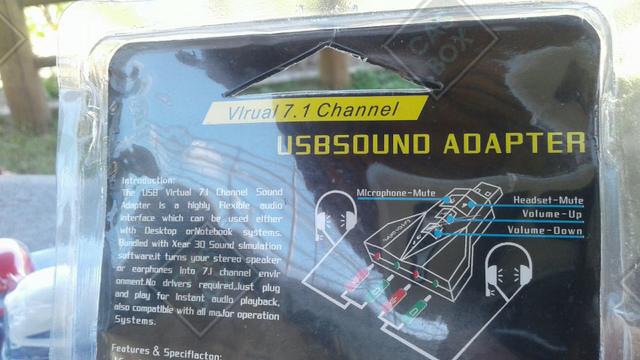 VIrual 7.1 Channel
USBSOUND ADAPTER
Introduction:
The USB Virtual 7.1 Channel Sound
Adapter is a highly Flexible audio
interface which can be used either
with Desktop orNotebook systems.
Bundled with Xear 3D Sound simulation
software.It turns your stereo speaker
or earphones into 7.1 channel envir
onment.No drivers required,Just plug
and play for Instant audio playback,
also compatible with all major operation
Systems.
Microphone-Mute
Headset-Mute
Volume-Up
Volume-Down
Features & Speciflacton: